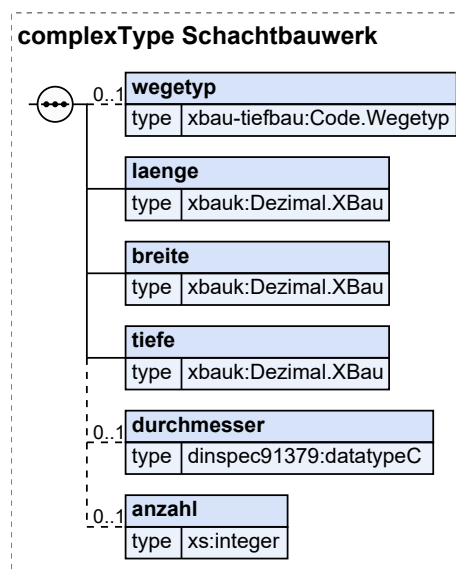 complexType Schachtbauwerk
0..1 wegetyp
type xbau-tiefbau:Code.Wegetyp
laenge
type xbauk:Dezimal.XBau
breite
type xbauk:Dezimal.XBau
tiefe
type xbauk:Dezimal.XBau
0..1 durchmesser
type dinspec91379:datatypeC
0..1 anzahl
type xs:integer